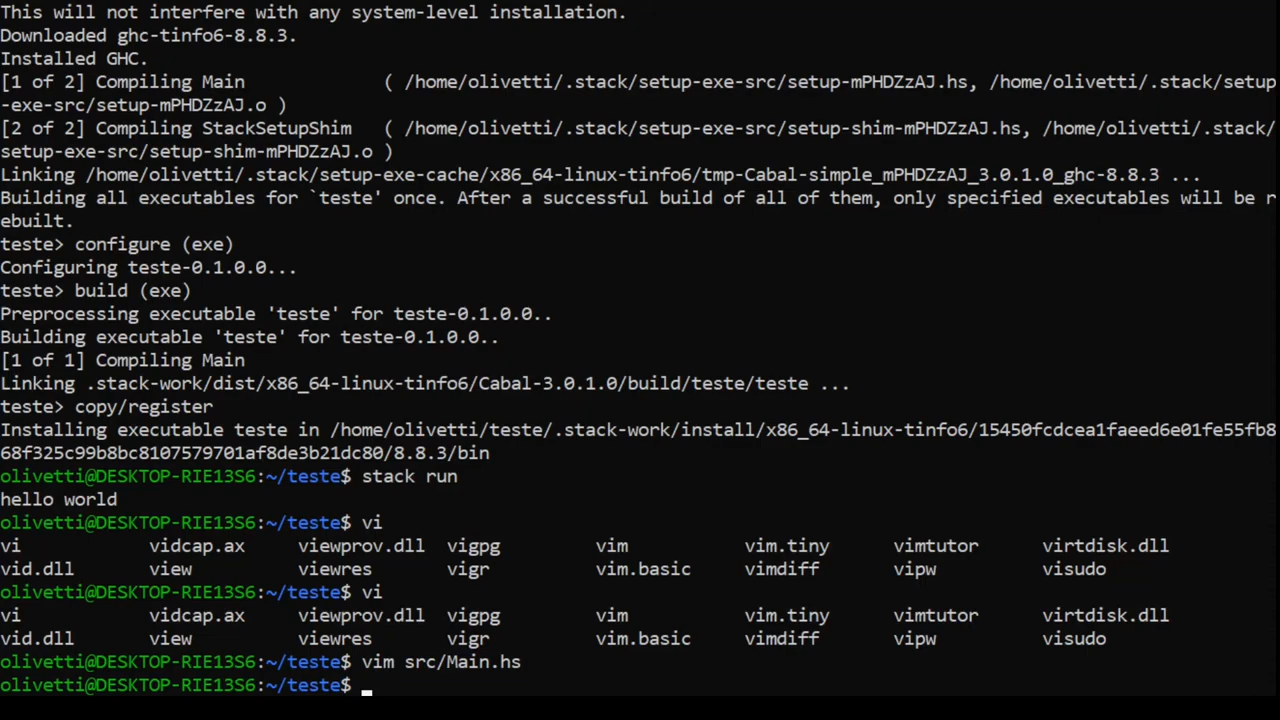 This will not interfere with any system-level installation.
Downloaded ghc-tinfo6-8.8.3.
Installed GHC.
[1 of 2] Compiling Main             ( /home/olivetti/.stack/setup-exe-src/setup-mPHDZzAJ.hs, /home/olivetti/.stack/setup
-exe-src/setup-mPHDZzAJ.o )
[2 of 2] Compiling StackSetupShim   ( /home/olivetti/.stack/setup-exe-src/setup-shim-mPHDZzAJ.hs, /home/olivetti/.stack/
setup-exe-src/setup-shim-mPHDZzAJ.o )
Linking /home/olivetti/.stack/setup-exe-cache/x86_64-linux-tinfo6/tmp-Cabal-simple_mPHDZzAJ_3.0.1.0_ghc-8.8.3 ...
Building all executables for `teste' once. After a successful build of all of them, only specified executables will be r
ebuilt.
teste> configure (exe)
Configuring teste-0.1.0.0...
teste> build (exe)
Preprocessing executable 'teste' for teste-0.1.0.0..
Building executable 'teste' for teste-0.1.0.0..
[1 of 1] Compiling Main
Linking .stack-work/dist/x86_64-linux-tinfo6/Cabal-3.0.1.0/build/teste/teste ...
teste> copy/register
Installing executable teste in /home/olivetti/teste/.stack-work/install/x86_64-linux-tinfo6/15450fcdcea1faeed6e01fe55fb8
68f325c99b8bc8107579701af8de3b21dc80/8.8.3/bin
olivetti@DESKTOP-RIE13S6:~/teste$ stack run
hello world
olivetti@DESKTOP-RIE13S6:~/teste$ vi
vi            vidcap.ax     viewprov.dll  vigpg         vim           vim.tiny      vimtutor      virtdisk.dll
vid.dll       view          viewres       vigr          vim.basic     vimdiff       vipw          visudo
olivetti@DESKTOP-RIE13S6:~/teste$ vi
vi            vidcap.ax     viewprov.dll  vigpg         vim           vim.tiny      vimtutor      virtdisk.dll
vid.dll       view          viewres       vigr          vim.basic     vimdiff       vipw          visudo
olivetti@DESKTOP-RIE13S6:~/teste$ vim src/Main.hs
olivetti@DESKTOP-RIE13S6:~/teste$